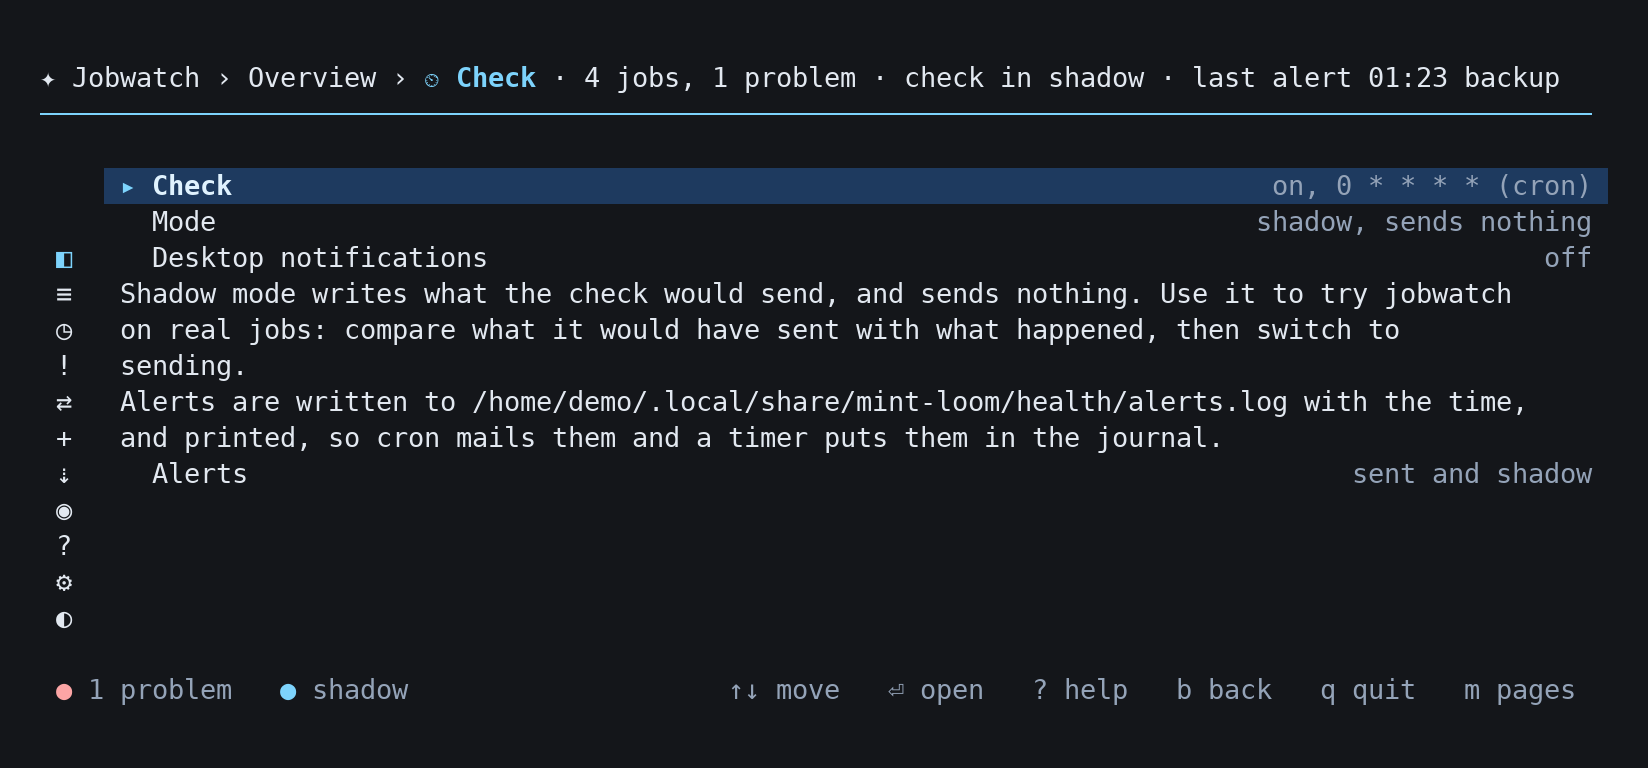 ✦ Jobwatch › Overview › ⏲ Check · 4 jobs, 1 problem · check in shadow · last alert 01:23 backup
▸ Check on, 0 * * * * (cron)
Mode shadow, sends nothing
◧ Desktop notifications off
≡ Shadow mode writes what the check would send, and sends nothing. Use it to try jobwatch
◷ on real jobs: compare what it would have sent with what happened, then switch to
! sending.
⇄ Alerts are written to /home/demo/.local/share/mint-loom/health/alerts.log with the time,
+ and printed, so cron mails them and a timer puts them in the journal.
⇣ Alerts sent and shadow
◉
?
⚙
◐
● 1 problem ● shadow ↑↓ move ⏎ open ? help b back q quit m pages